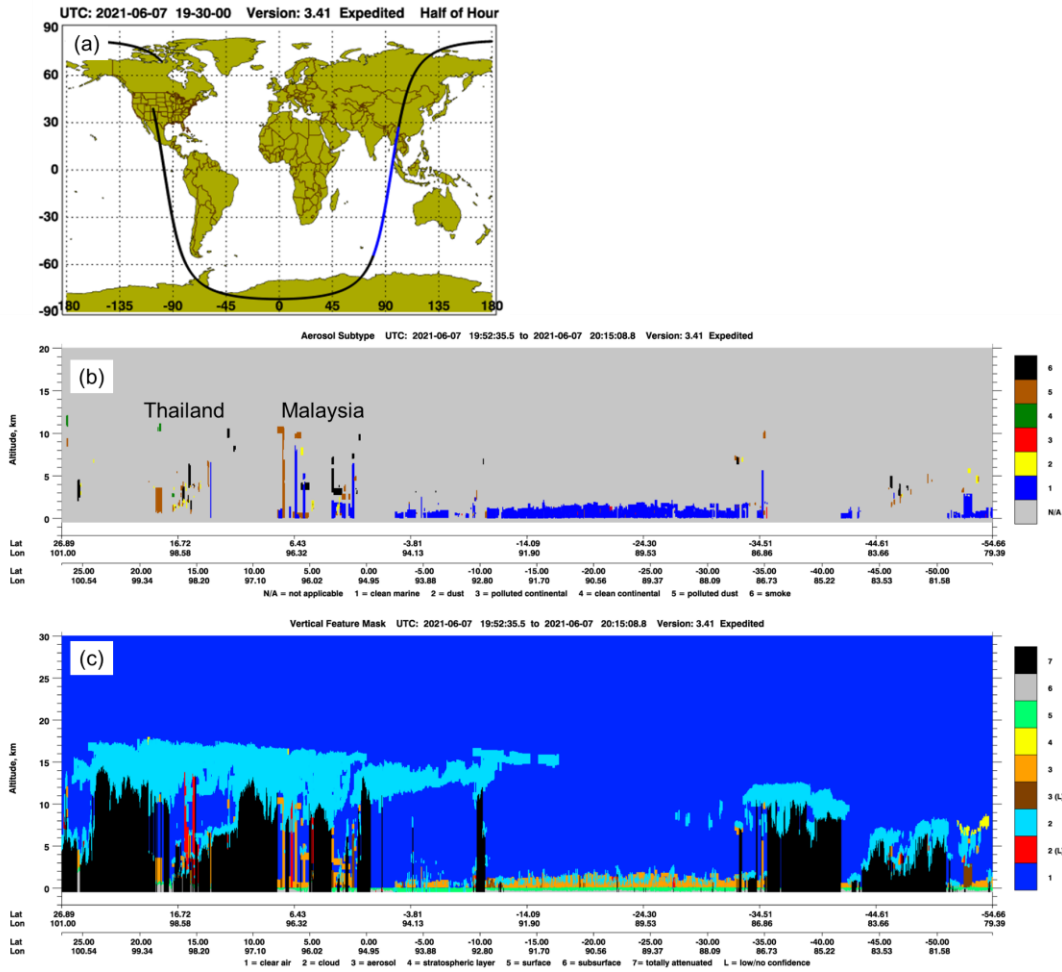 UTC: 2021-06-07 19-30-00 Version: 3.41 Expedited Half of Hour
(a)
90
60
30
0
-30
-60
-90
180 -135 -90 -45 0 45 90 135 180
Aerosol Subtype UTC: 2021-06-07 19:52:35.5 to 2021-06-07 20:15:08.8 Version: 3.41 Expedited
(b)
Thailand Malaysia
Altitude, km
20
15
10
5
0
6
5
4
3
2
1
N/A
Lat 26.89 16.72 6.43 -3.81 -14.09 -24.30 -34.51 -44.61 -54.66
Lon 101.00 98.58 96.32 94.13 91.90 89.53 86.86 83.66 79.39
Lat 25.00 20.00 15.00 10.00 5.00 0.00 -5.00 -10.00 -15.00 -20.00 -25.00 -30.00 -35.00 -40.00 -45.00 -50.00
Lon 100.54 99.34 98.20 97.10 96.02 94.95 93.88 92.80 91.70 90.56 89.37 88.09 86.73 85.22 83.53 81.58
N/A = not applicable 1 = clean marine 2 = dust 3 = polluted continental 4 = clean continental 5 = polluted dust 6 = smoke
Vertical Feature Mask UTC: 2021-06-07 19:52:35.5 to 2021-06-07 20:15:08.8 Version: 3.41 Expedited
(c)
Altitude, km
30
25
20
15
10
5
0
7
6
5
4
3
3 (L)
2
2 (L)
1
Lat 26.89 16.72 6.43 -3.81 -14.09 -24.30 -34.51 -44.61 -54.66
Lon 101.00 98.58 96.32 94.13 91.90 89.53 86.86 83.66 79.39
Lat 25.00 20.00 15.00 10.00 5.00 0.00 -5.00 -10.00 -15.00 -20.00 -25.00 -30.00 -35.00 -40.00 -45.00 -50.00
Lon 100.54 99.34 98.20 97.10 96.02 94.95 93.88 92.80 91.70 90.56 89.37 88.09 86.73 85.22 83.53 81.58
1 = clear air 2 = cloud 3 = aerosol 4 = stratospheric layer 5 = surface 6 = subsurface 7= totally attenuated L = low/no confidence